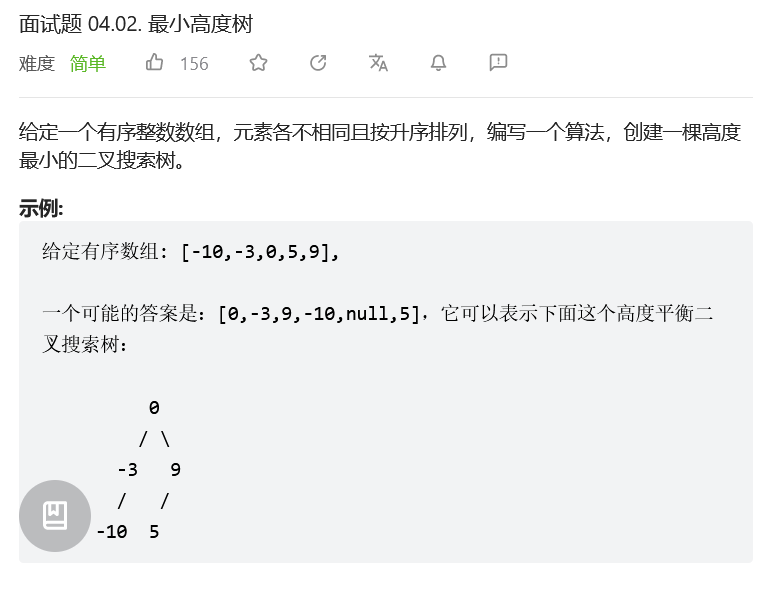 面试题 04.02. 最小高度树
难度 简单 156
给定一个有序整数数组，元素各不相同且按升序排列，编写一个算法，创建一棵高度
最小的二叉搜索树。
示例:
给定有序数组: [-10,-3,0,5,9],
一个可能的答案是：[0,-3,9,-10,null,5]，它可以表示下面这个高度平衡二
叉搜索树：
0
/ \
-3 9
/ /
-10 5